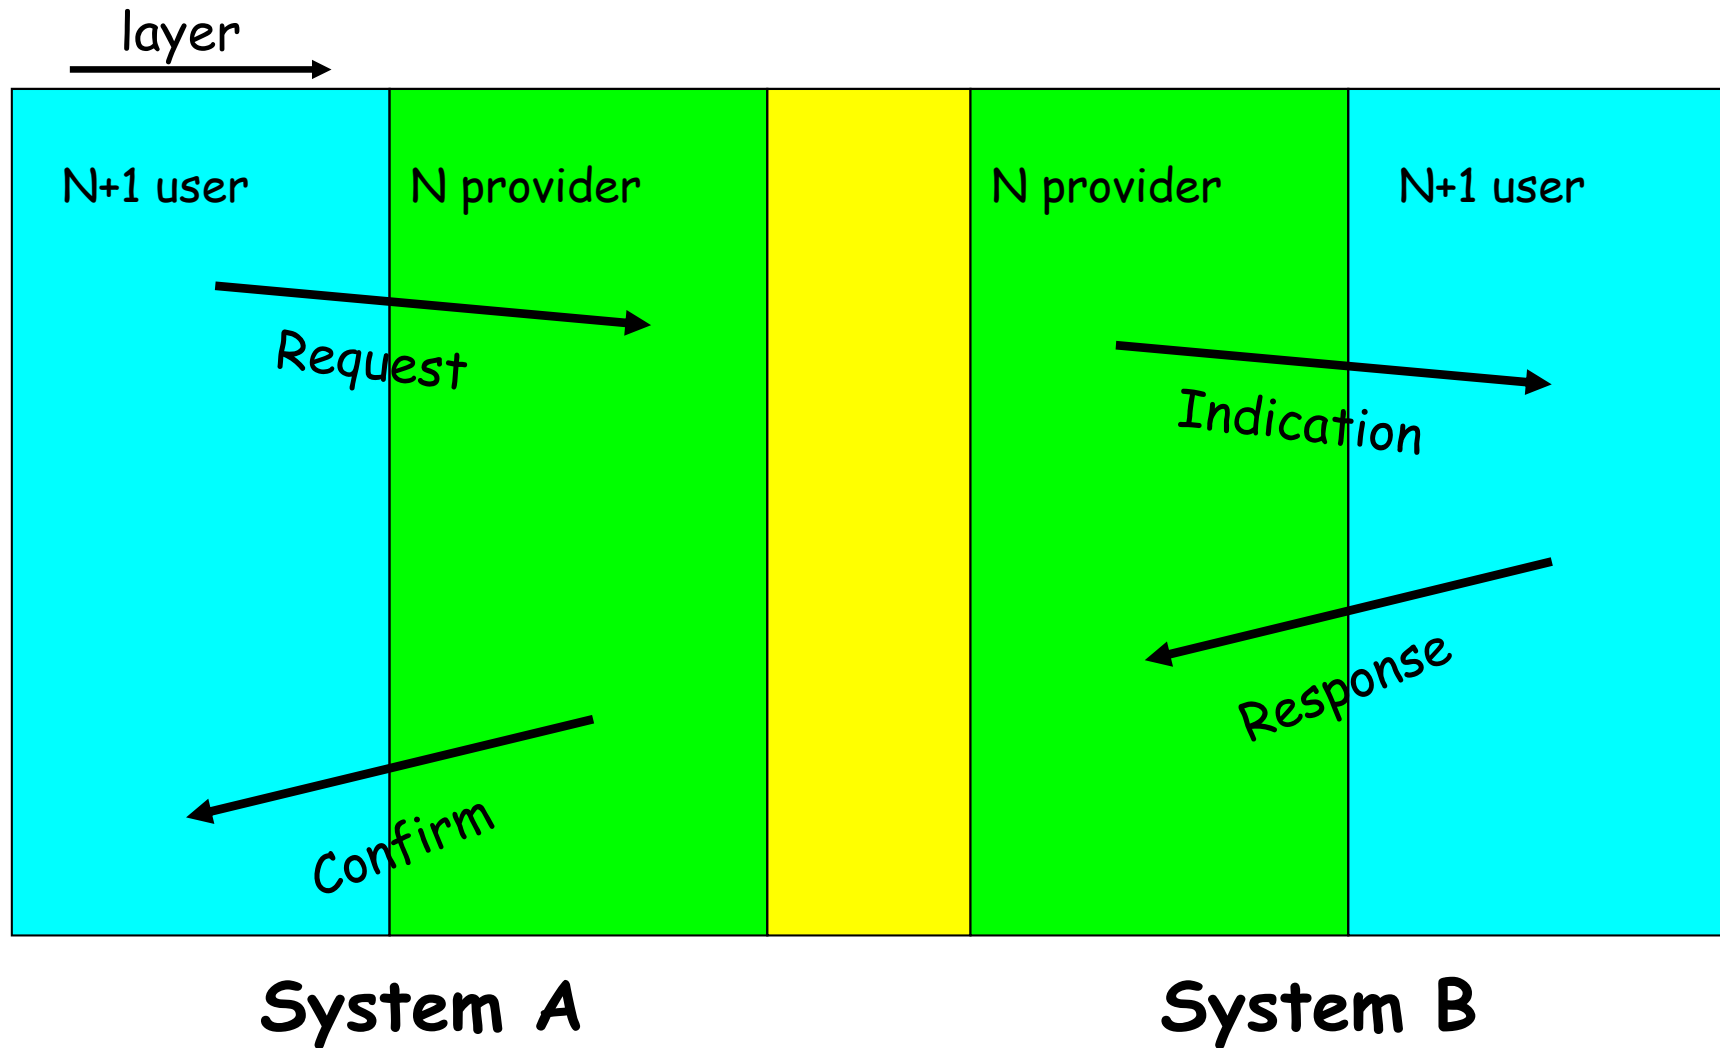 layer
N+1 user
N provider
N provider
N+1 user
Request
Indication
Response
Confirm
System A
System B